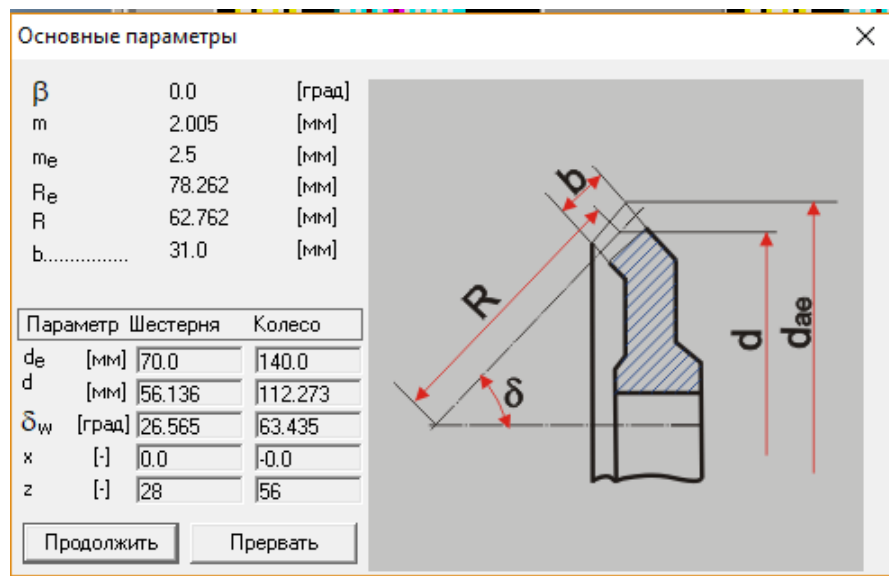 Основные параметры
β 0.0 [град]
m 2.005 [мм]
me 2.5 [мм]
Re 78.262 [мм]
R 62.762 [мм]
b............... 31.0 [мм]
Параметр Шестерня Колесо
de [мм] 70.0 140.0
d [мм] 56.136 112.273
δw [град] 26.565 63.435
x [-] 0.0 -0.0
z [-] 28 56
Продолжить Прервать
b
R
δ
d
dae